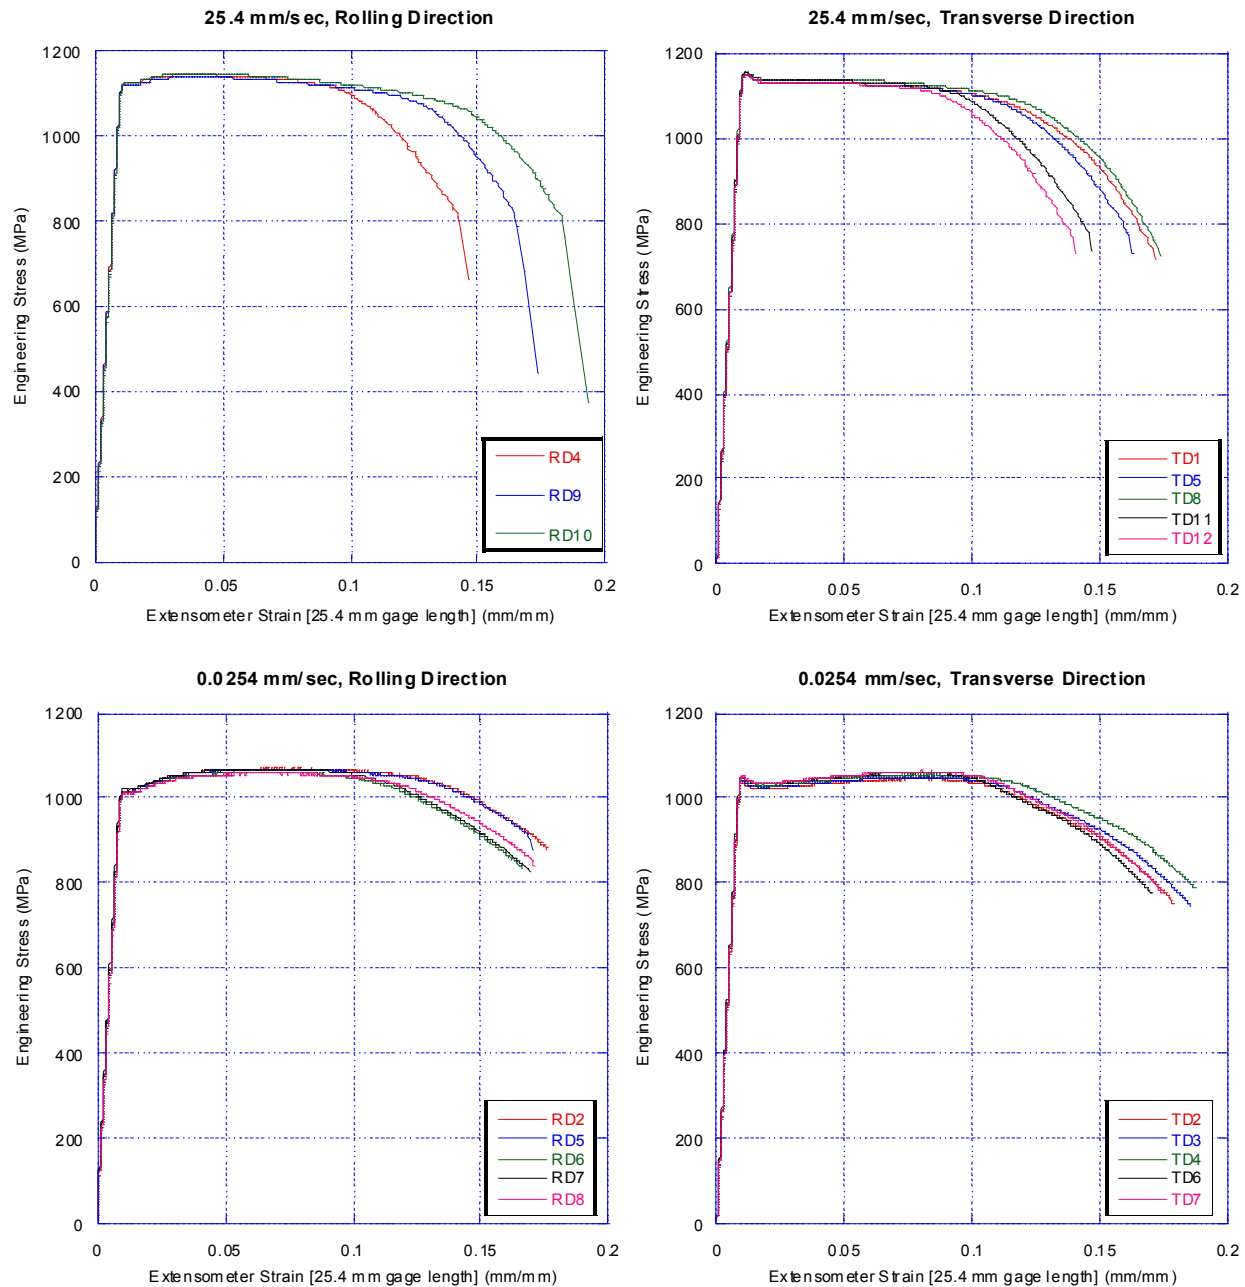 25.4 mm/sec, Rolling Direction
1200
1000
800
600
400
200
0
Engineering Stress (MPa)
RD4
RD9
RD10
0
0.05
0.1
0.15
0.2
Extensometer Strain [25.4 mm gage length] (mm/mm)
25.4 mm/sec, Transverse Direction
1200
1000
800
600
400
200
0
Engineering Stress (MPa)
TD1
TD5
TD8
TD11
TD12
0
0.05
0.1
0.15
0.2
Extensometer Strain [25.4 mm gage length] (mm/mm)
0.0254 mm/sec, Rolling Direction
1200
1000
800
600
400
200
0
Engineering Stress (MPa)
RD2
RD5
RD6
RD7
RD8
0
0.05
0.1
0.15
0.2
Extensometer Strain [25.4 mm gage length] (mm/mm)
0.0254 mm/sec, Transverse Direction
1200
1000
800
600
400
200
0
Engineering Stress (MPa)
TD2
TD3
TD4
TD6
TD7
0
0.05
0.1
0.15
0.2
Extensometer Strain [25.4 mm gage length] (mm/mm)